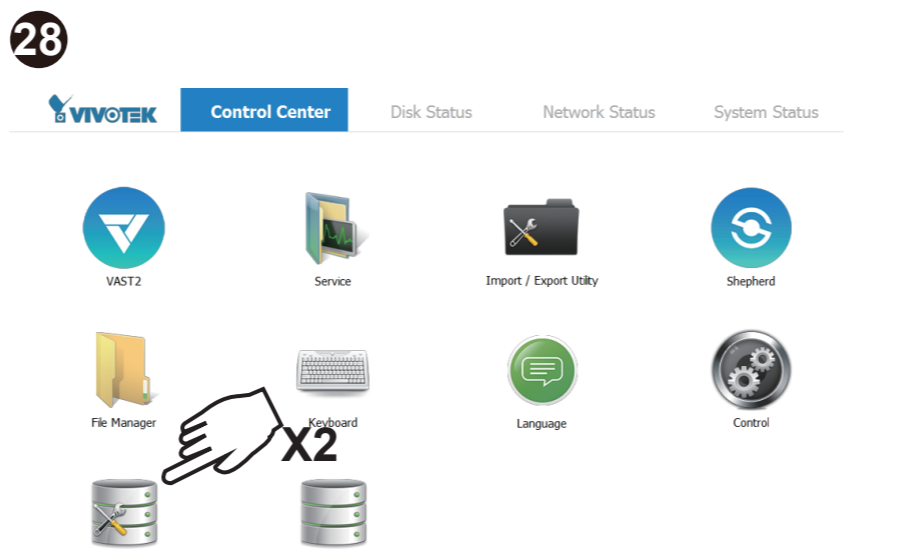 28
VIVOTEK Control Center Disk Status Network Status System Status
VAST2 Service Import / Export Utilty Shepherd
File Manager Keyboard Language Control
X2